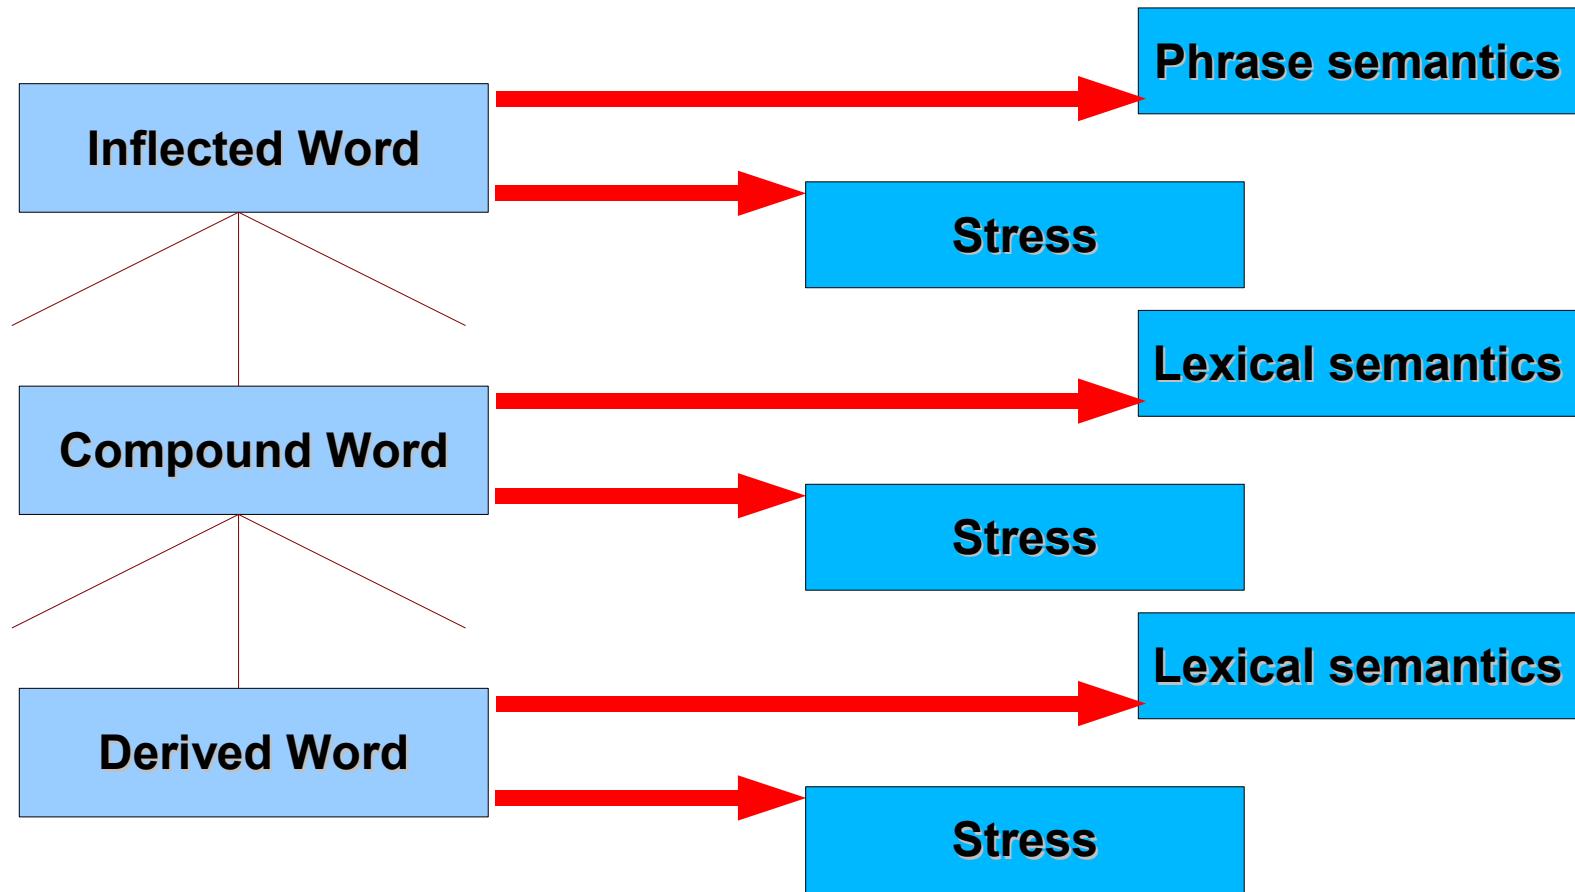 Phrase semantics
Inflected Word
Stress
Lexical semantics
Compound Word
Stress
Lexical semantics
Derived Word
Stress